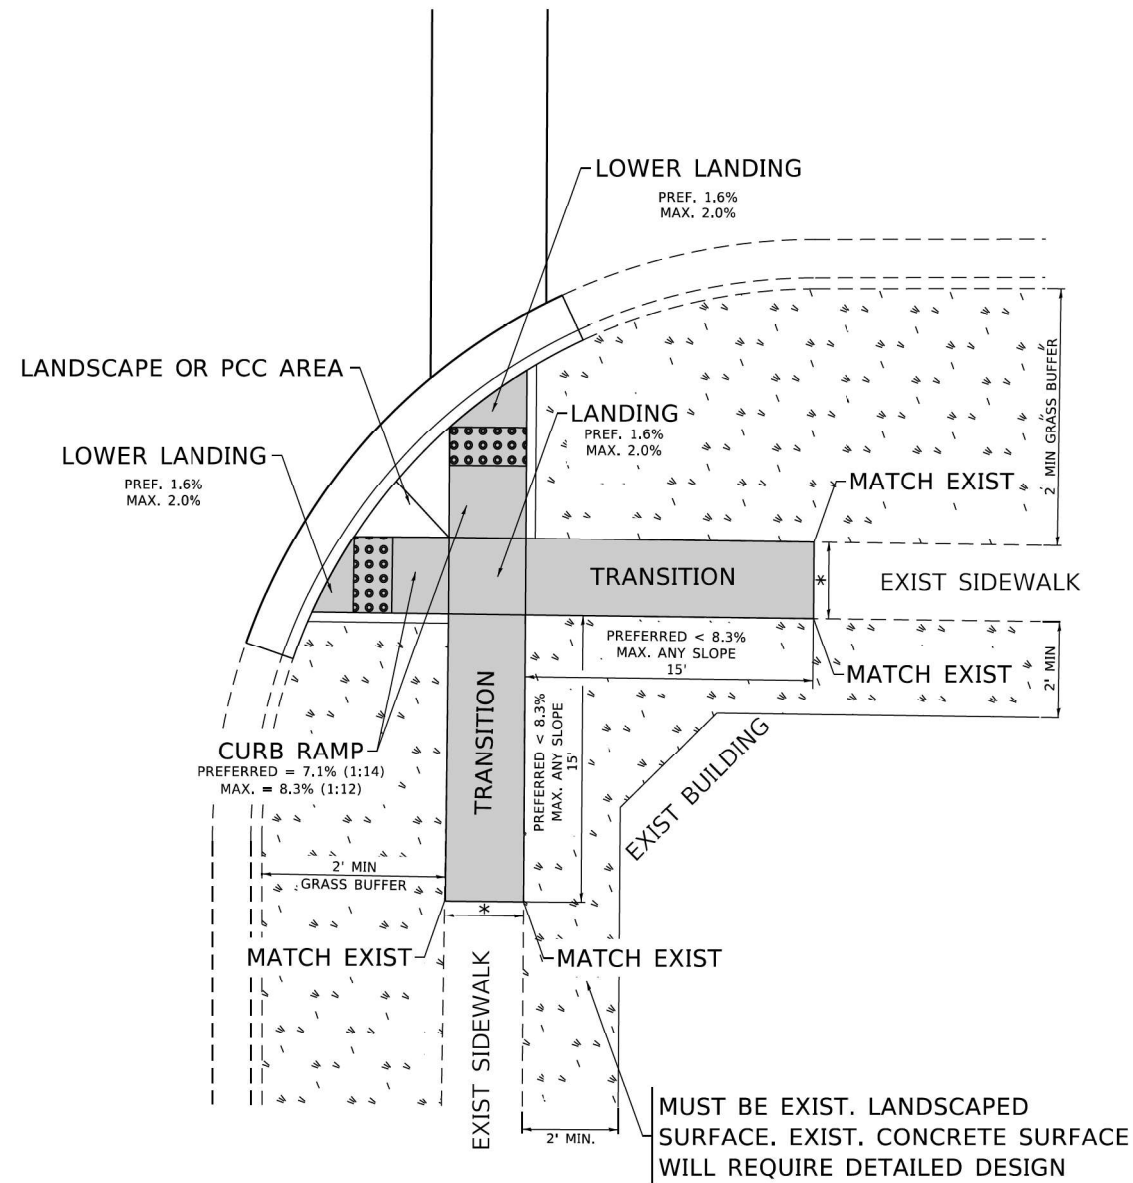 LOWER LANDING
PREF. 1.6%
MAX. 2.0%
LANDSCAPE OR PCC AREA
LANDING
PREF. 1.6%
MAX. 2.0%
LOWER LANDING
PREF. 1.6%
MAX. 2.0%
2 MIN GRASS BUFFER
MATCH EXIST
TRANSITION
*
EXIST SIDEWALK
PREFERRED < 8.3%
MAX. ANY SLOPE
15'
MATCH EXIST
2' MIN
TRANSITION
PREFERRED < 8.3%
MAX. ANY SLOPE
15'
CURB RAMP
PREFERRED = 7.1% (1:14)
MAX. = 8.3% (1:12)
EXIST BUILDING
2' MIN
GRASS BUFFER
*
MATCH EXIST
MATCH EXIST
EXIST SIDEWALK
2' MIN.
MUST BE EXIST. LANDSCAPED
SURFACE. EXIST. CONCRETE SURFACE
WILL REQUIRE DETAILED DESIGN